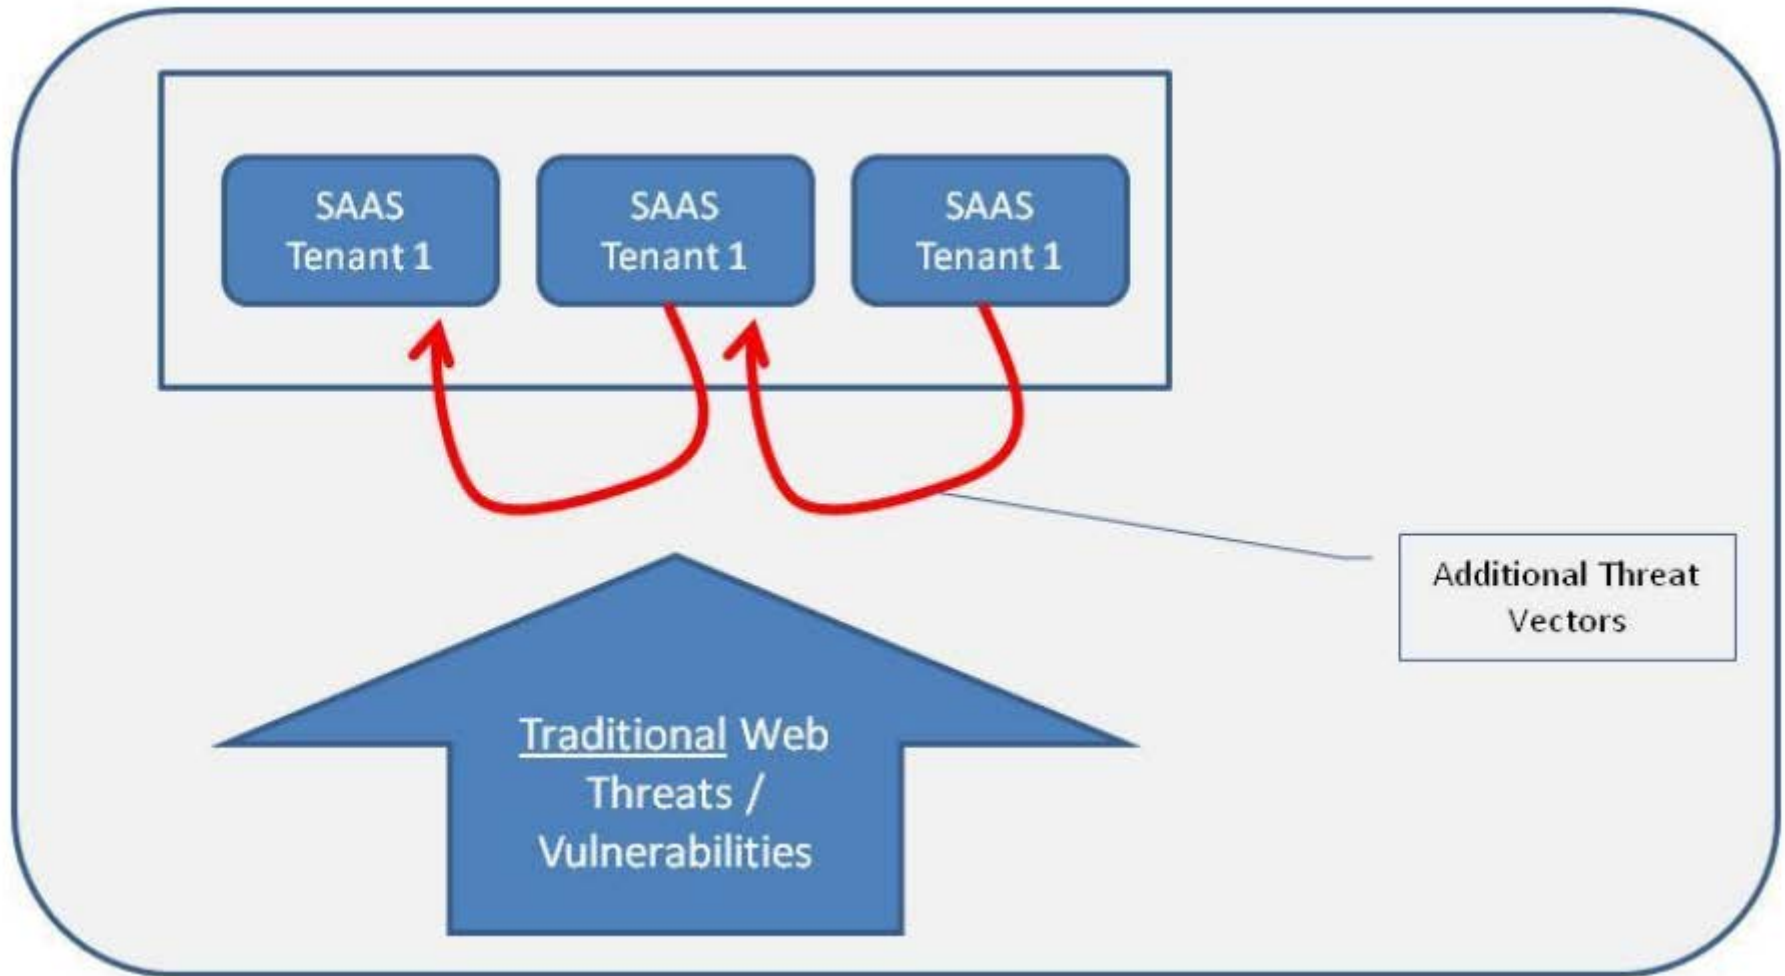 SAAS
Tenant 1
SAAS
Tenant 1
SAAS
Tenant 1
Additional Threat
Vectors
Traditional Web
Threats /
Vulnerabilities